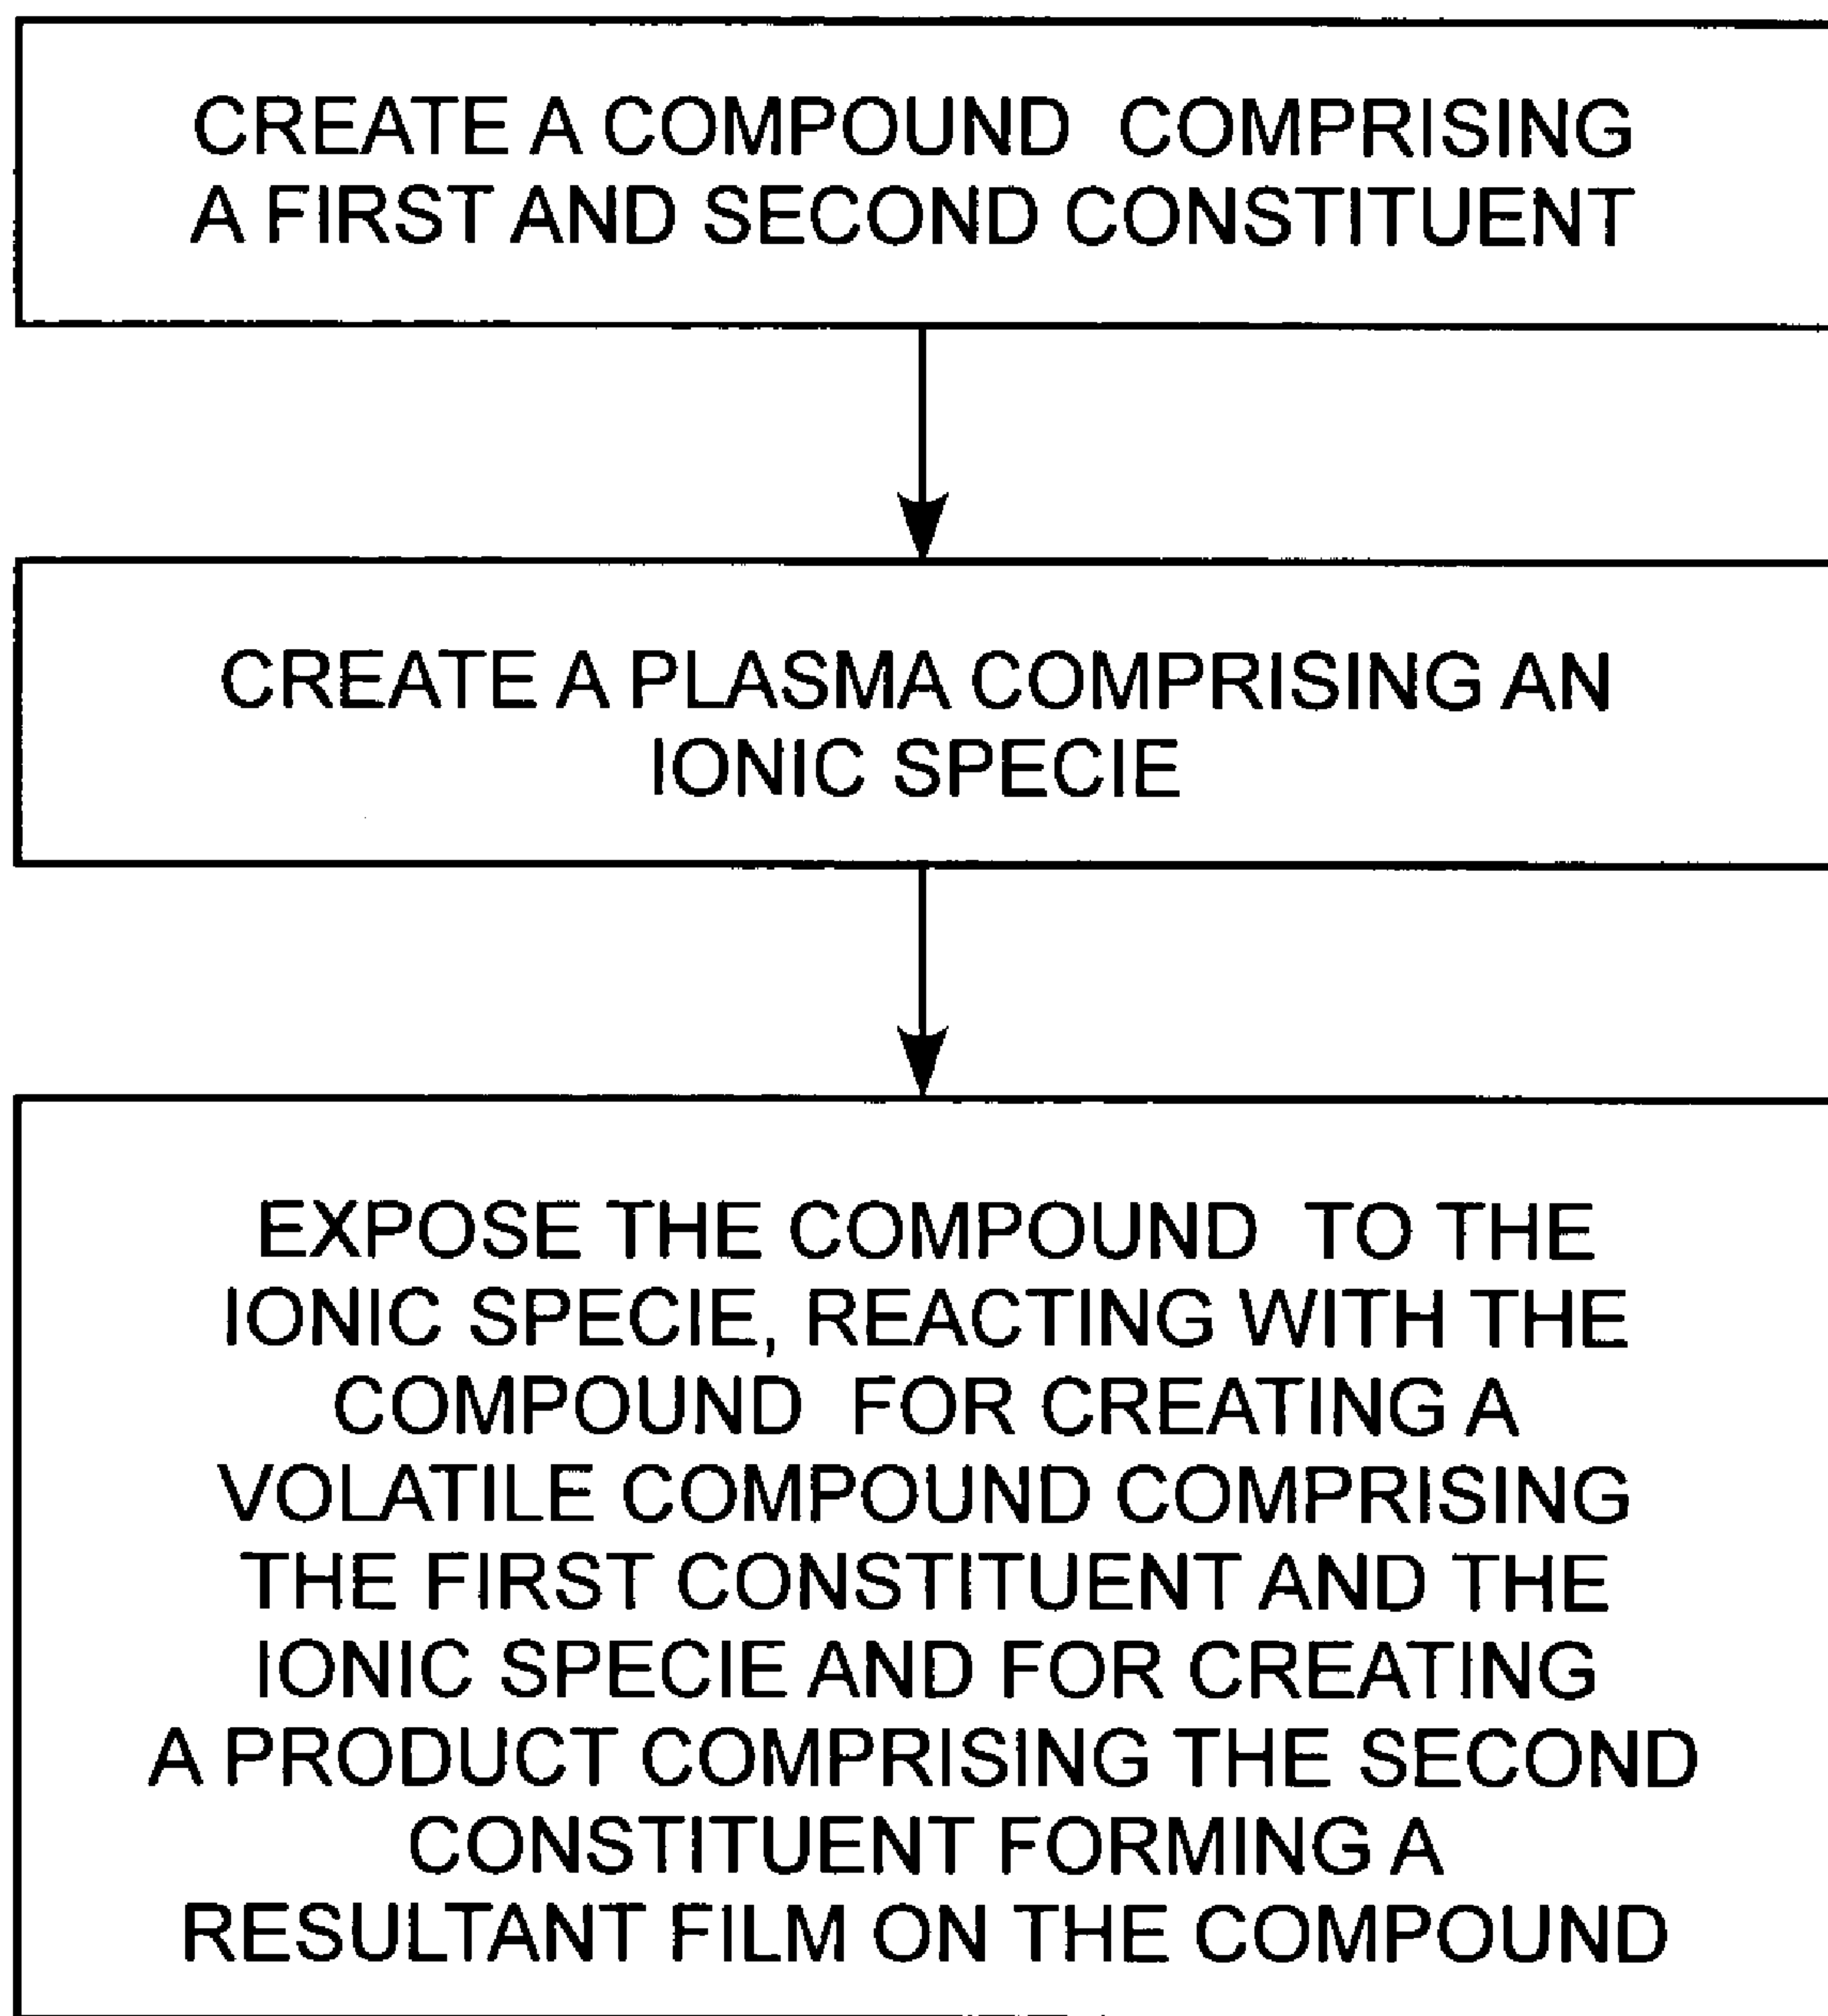 CREATE A COMPOUND COMPRISING
A FIRST AND SECOND CONSTITUENT
CREATE A PLASMA COMPRISING AN
IONIC SPECIE
EXPOSE THE COMPOUND TO THE
IONIC SPECIE, REACTING WITH THE
COMPOUND FOR CREATING A
VOLATILE COMPOUND COMPRISING
THE FIRST CONSTITUENT AND THE
IONIC SPECIE AND FOR CREATING
A PRODUCT COMPRISING THE SECOND
CONSTITUENT FORMING A
RESULTANT FILM ON THE COMPOUND